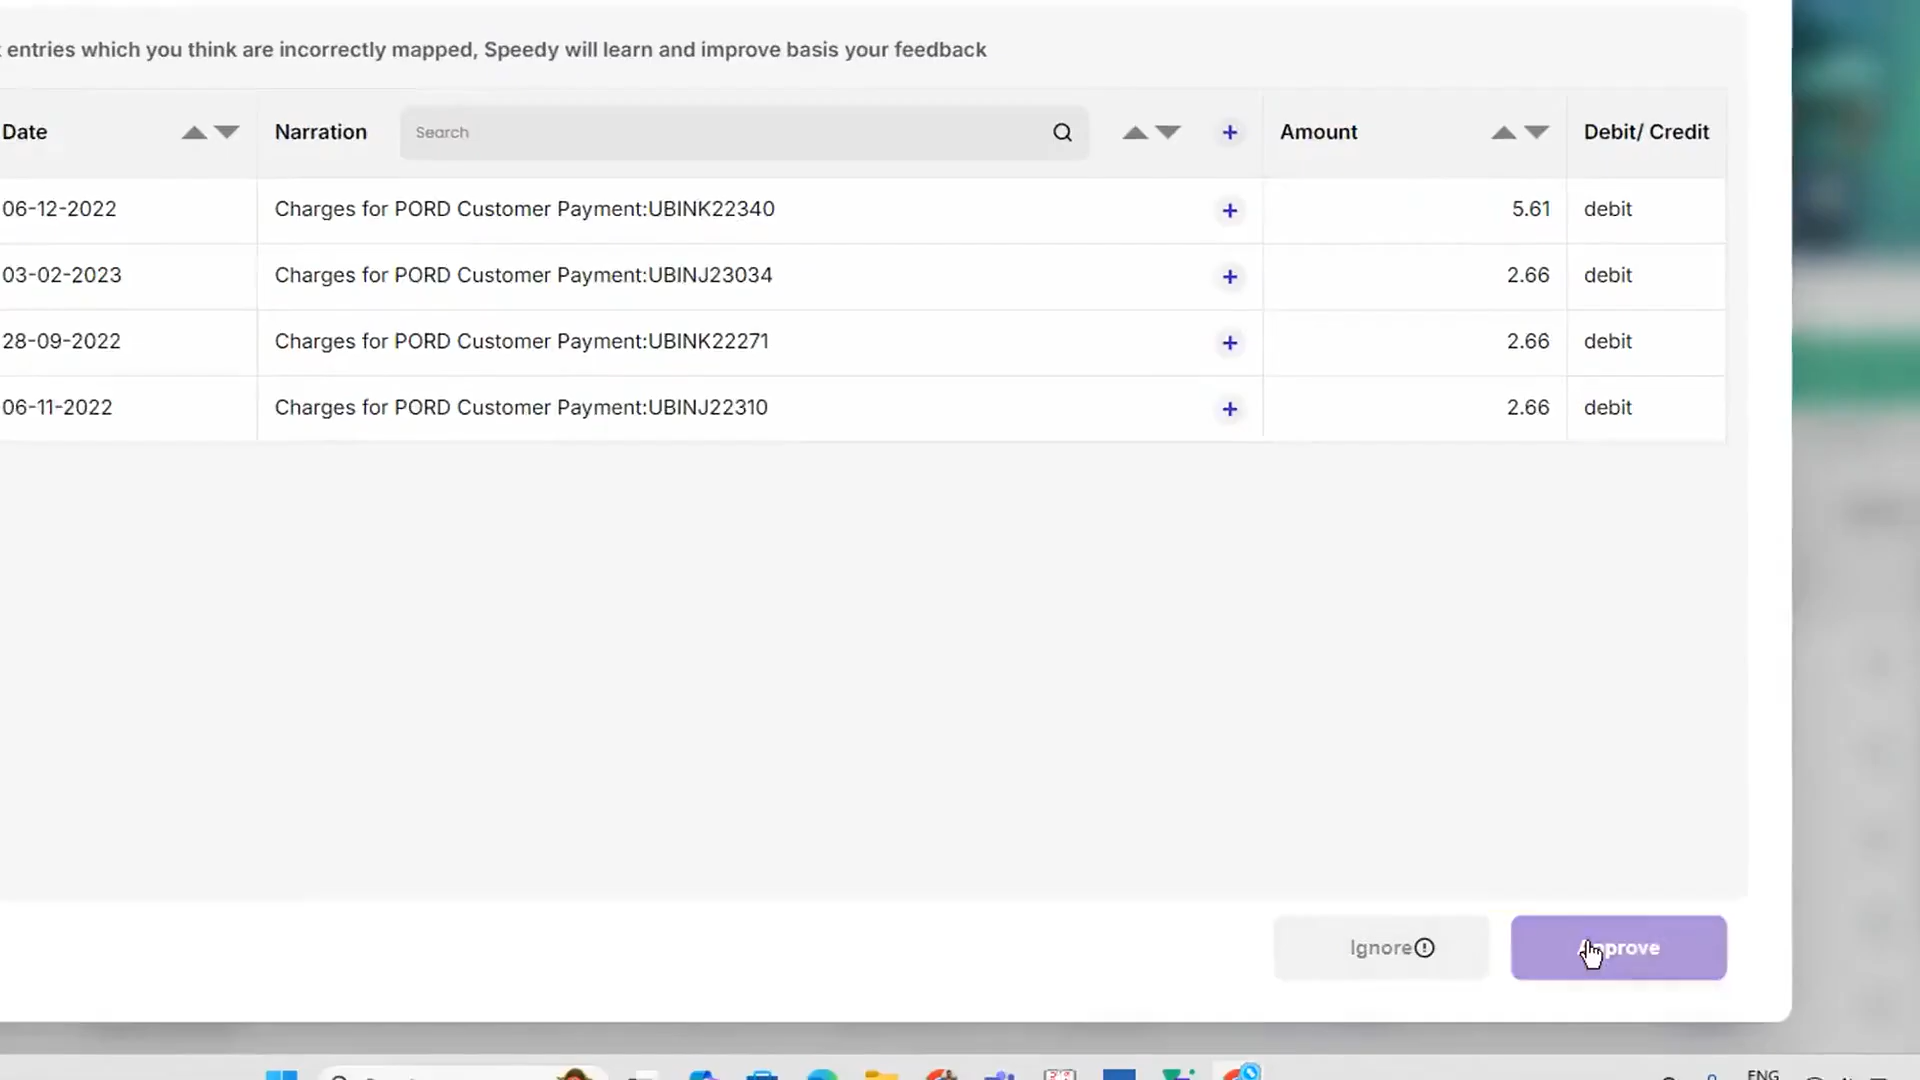 entries which you think are incorrectly mapped, Speedy will learn and improve basis your feedback
Date Narration Search Amount Debit/ Credit
06-12-2022 Charges for PORD Customer Payment:UBINK22340 5.61 debit
03-02-2023 Charges for PORD Customer Payment:UBINJ23034 2.66 debit
28-09-2022 Charges for PORD Customer Payment:UBINK22271 2.66 debit
06-11-2022 Charges for PORD Customer Payment:UBINJ22310 2.66 debit
Ignore Approve
ENG